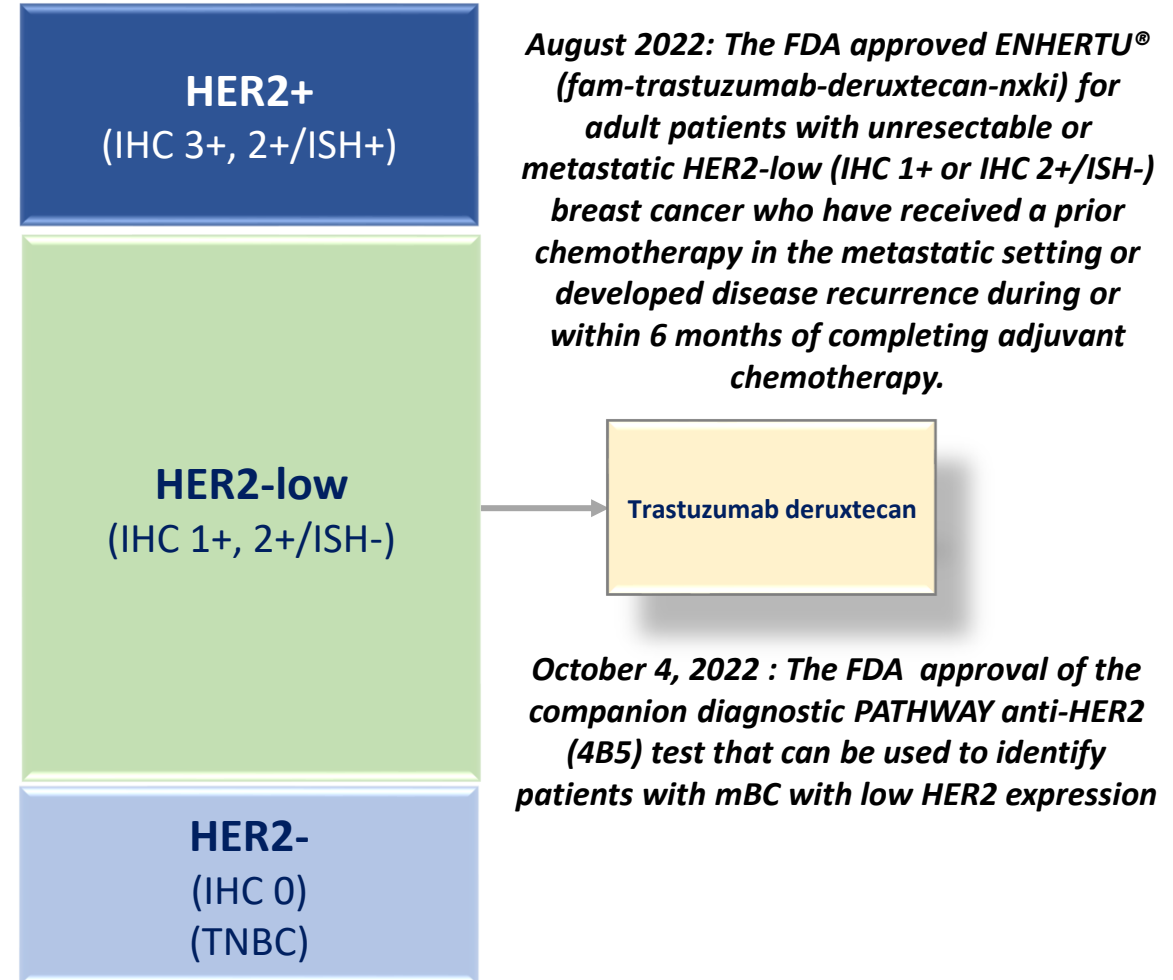 HER2+
(IHC 3+, 2+/ISH+)
August 2022: The FDA approved ENHERTU®
(fam-trastuzumab-deruxtecan-nxki) for
adult patients with unresectable or
metastatic HER2-low (IHC 1+ or IHC 2+/ISH-)
breast cancer who have received a prior
chemotherapy in the metastatic setting or
developed disease recurrence during or
within 6 months of completing adjuvant
chemotherapy.
HER2-low
(IHC 1+, 2+/ISH-)
Trastuzumab deruxtecan
October 4, 2022 : The FDA  approval of the
companion diagnostic PATHWAY anti-HER2
(4B5) test that can be used to identify
patients with mBC with low HER2 expression
HER2-
(IHC 0)
(TNBC)